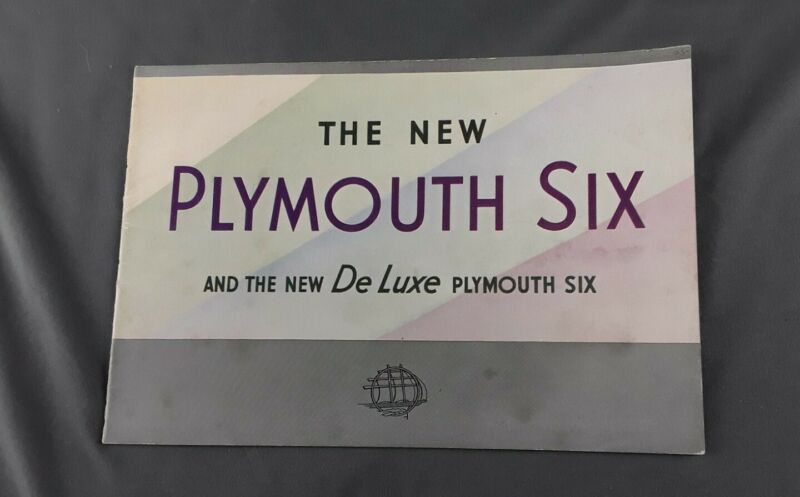 THE NEW
PLYMOUTH SIX
AND THE NEW De Luxe PLYMOUTH SIX